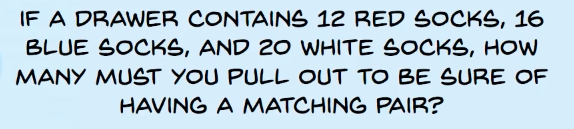 IF A DRAWER CONTAINS 12 RED SOCKS, 16
BLUE SOCKS, AND 20 WHITE SOCKS, HOW
MANY MUST YOU PULL OUT TO BE SURE OF
HAVING A MATCHING PAIR?